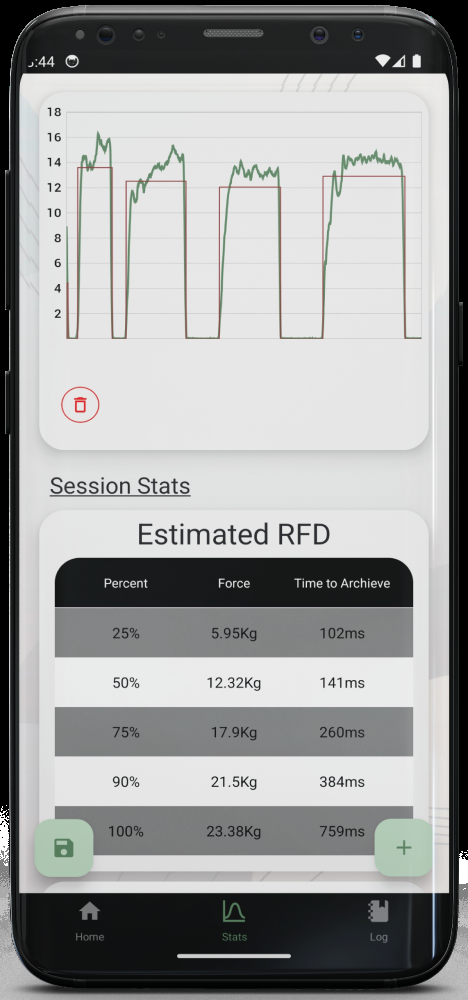 :44
18
16
14
12
10
8
6
4
2
Session Stats
Estimated RFD
Percent Force Time to Archieve
25% 5.95Kg 102ms
50% 12.32Kg 141ms
75% 17.9Kg 260ms
90% 21.5Kg 384ms
100% 23.38Kg 759ms
Home Stats Log